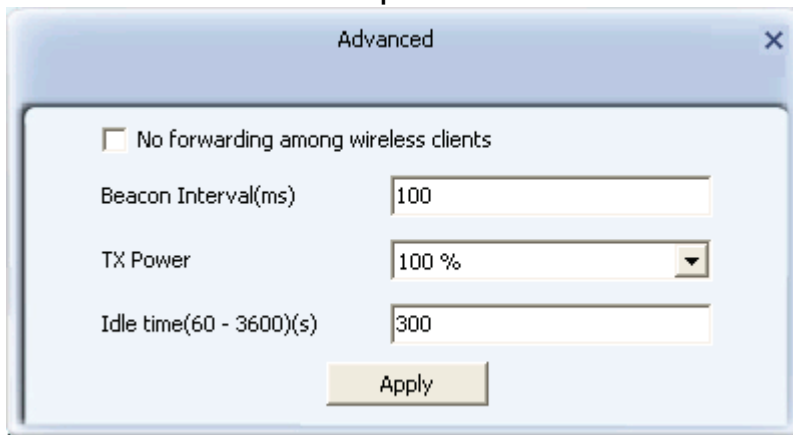 Advanced
No forwarding among wireless clients
Beacon Interval(ms) 100
TX Power 100 %
Idle time(60 - 3600)(s) 300
Apply